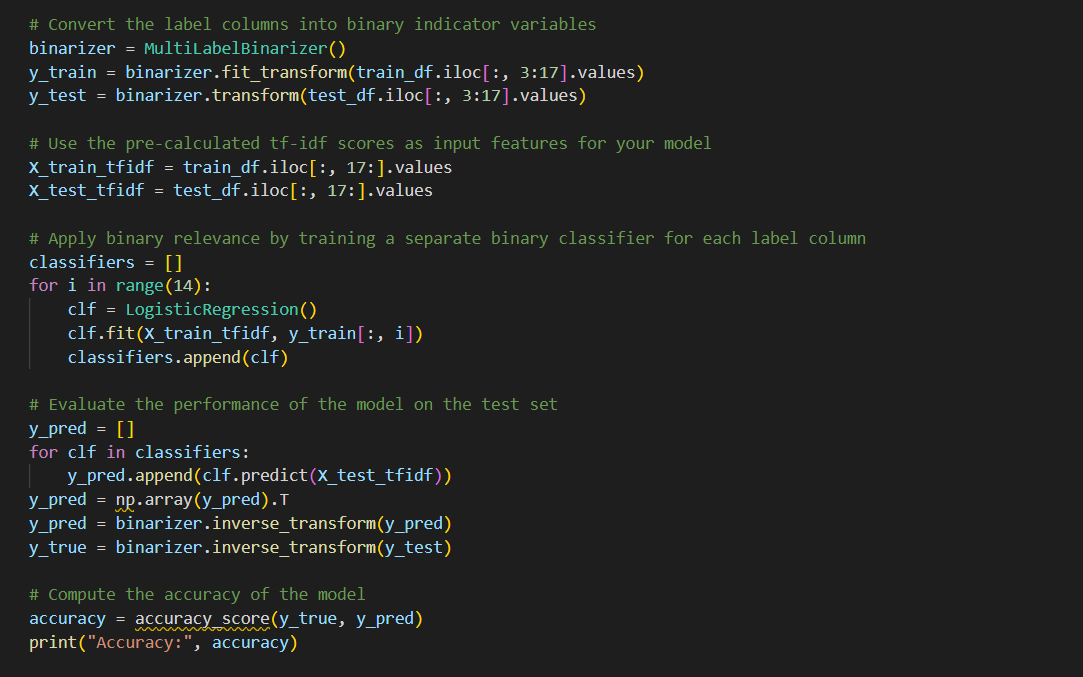 # Convert the label columns into binary indicator variables
binarizer = MultiLabelBinarizer()
y_train = binarizer.fit_transform(train_df.iloc[:, 3:17].values)
y_test = binarizer.transform(test_df.iloc[:, 3:17].values)
# Use the pre-calculated tf-idf scores as input features for your model
X_train_tfidf = train_df.iloc[:, 17:].values
X_test_tfidf = test_df.iloc[:, 17:].values
# Apply binary relevance by training a separate binary classifier for each label column
classifiers = []
for i in range(14):
    clf = LogisticRegression()
    clf.fit(X_train_tfidf, y_train[:, i])
    classifiers.append(clf)
# Evaluate the performance of the model on the test set
y_pred = []
for clf in classifiers:
    y_pred.append(clf.predict(X_test_tfidf))
y_pred = np.array(y_pred).T
y_pred = binarizer.inverse_transform(y_pred)
y_true = binarizer.inverse_transform(y_test)
# Compute the accuracy of the model
accuracy = accuracy_score(y_true, y_pred)
print("Accuracy:", accuracy)